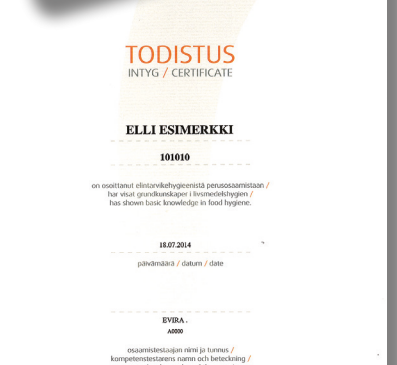 TODISTUS
INTYG / CERTIFICATE
ELLI ESIMERKKI
101010
on osoittanut elintarvikehygieenistä perusosaamistaan /
har visat grundkunskaper i livsmedelshygien /
has shown basic knowledge in food hygiene.
18.07.2014
päivämäärä / datum / date
EVIRA .
A0000
osaamistestaajan nimi ja tunnus /
kompetenstestarens namn och beteckning /